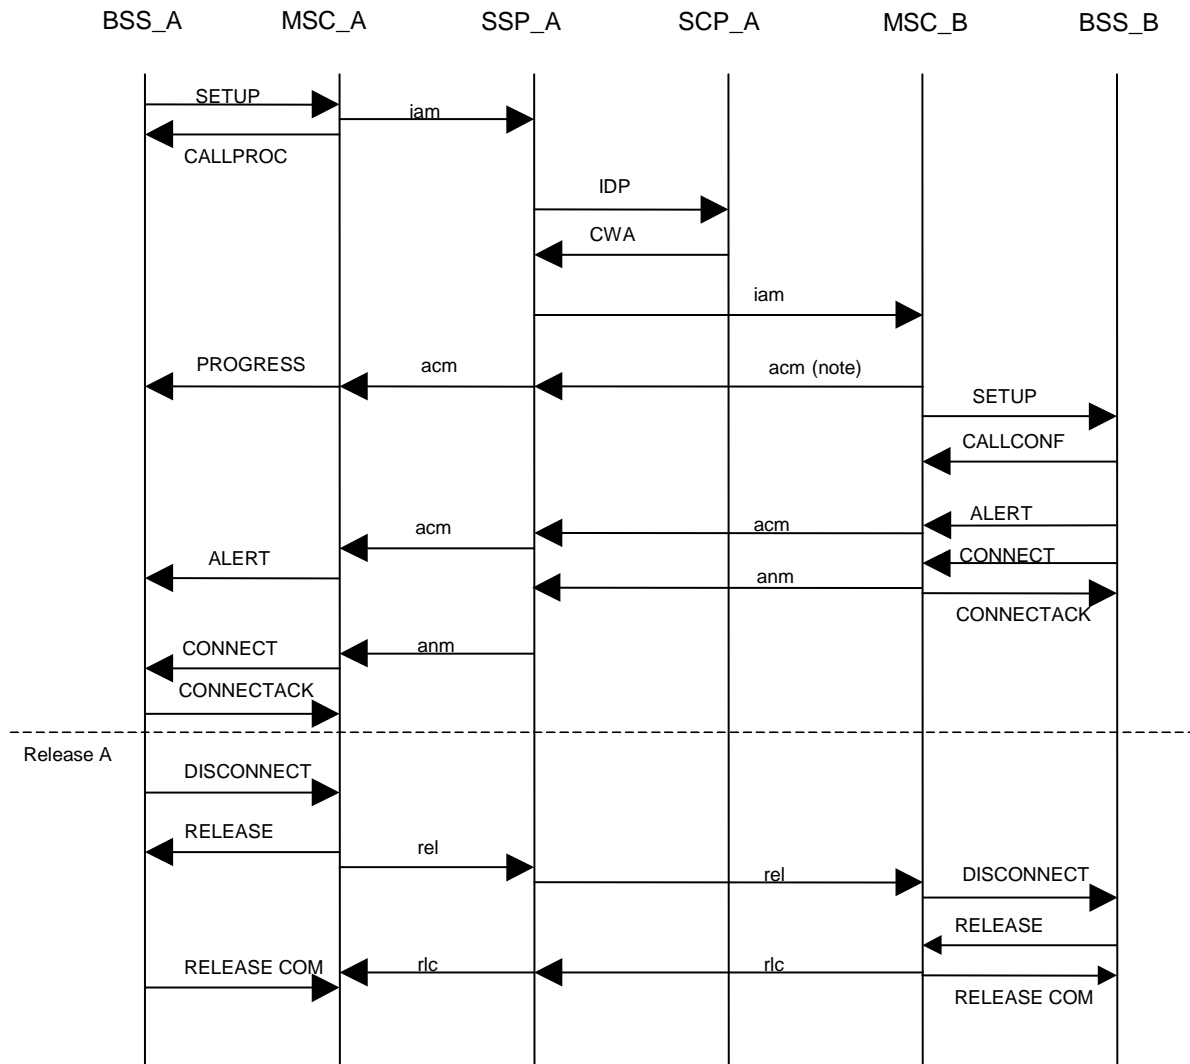 BSS_A MSC_A SSP_A SCP_A MSC_B BSS_B
SETUP
iam
CALLPROC
IDP
CWA
iam
PROGRESS acm acm (note)
SETUP
CALLCONF
ALERT
acm acm
ALERT CONNECT
anm
CONNECTACK
CONNECT anm
CONNECTACK
Release A
DISCONNECT
RELEASE rel
rel DISCONNECT
RELEASE
RELEASE COM rlc rlc
RELEASE COM